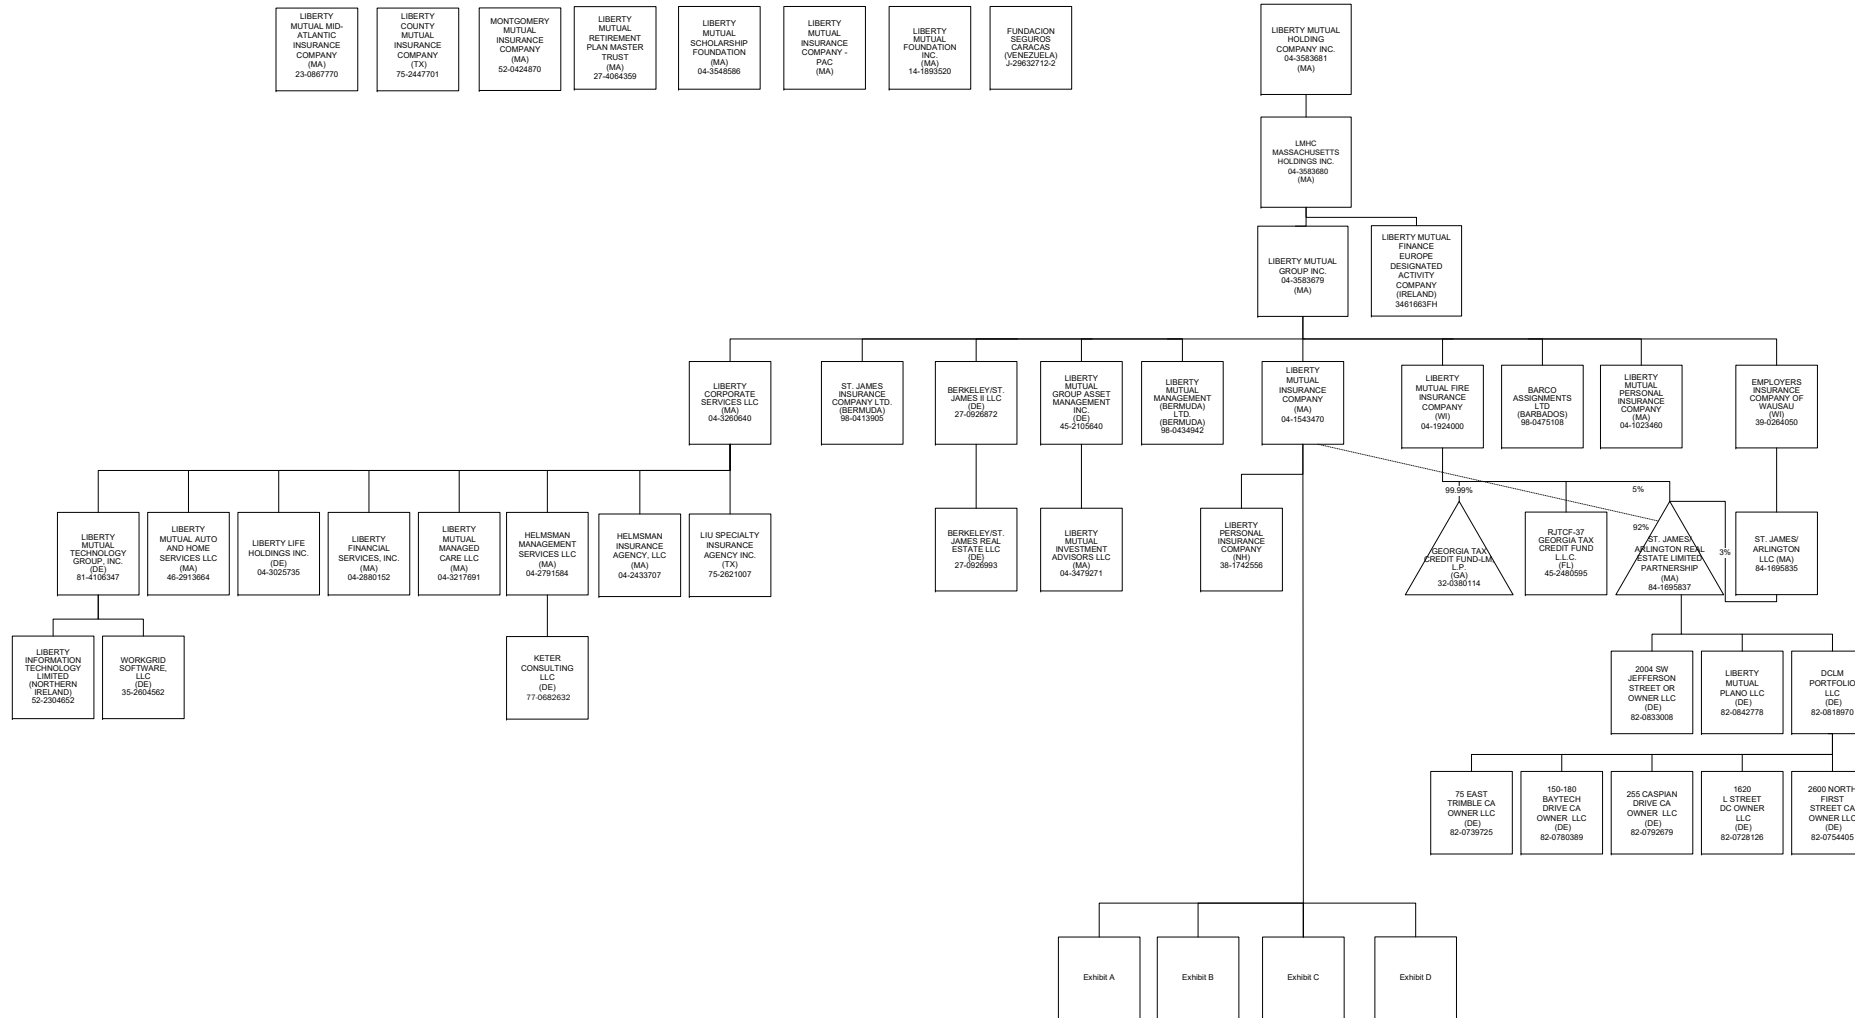 LIBERTY
MUTUAL MID-
ATLANTIC
INSURANCE
COMPANY
(MA)
23-0867770
LIBERTY
COUNTY
MUTUAL
INSURANCE
COMPANY
(TX)
75-2447701
MONTGOMERY
MUTUAL
INSURANCE
COMPANY
(MA)
52-0424870
LIBERTY
MUTUAL
RETIREMENT
PLAN MASTER
TRUST
(MA)
27-4064359
LIBERTY
MUTUAL
SCHOLARSHIP
FOUNDATION
(MA)
04-3548586
LIBERTY
MUTUAL
INSURANCE
COMPANY -
PAC
(MA)
LIBERTY
MUTUAL
FOUNDATION
INC.
(MA)
14-1893520
FUNDACION
SEGUROS
CARACAS
(VENEZUELA)
J-29632712-2
LIBERTY MUTUAL
HOLDING
COMPANY INC.
04-3583681
(MA)
LMHC
MASSACHUSETTS
HOLDINGS INC.
04-3583680
(MA)
LIBERTY MUTUAL
GROUP INC.
04-3583679
(MA)
LIBERTY MUTUAL
FINANCE
EUROPE
DESIGNATED
ACTIVITY
COMPANY
(IRELAND)
3461663FH
LIBERTY
CORPORATE
SERVICES LLC
(MA)
04-3260640
ST. JAMES
INSURANCE
COMPANY LTD.
(BERMUDA)
98-0413905
BERKELEY/ST.
JAMES II LLC
(DE)
27-0926872
LIBERTY
MUTUAL
GROUP ASSET
MANAGEMENT
INC.
(DE)
45-2105640
LIBERTY
MUTUAL
MANAGEMENT
(BERMUDA)
LTD.
(BERMUDA)
98-0434942
LIBERTY
MUTUAL
INSURANCE
COMPANY
(MA)
04-1543470
LIBERTY
MUTUAL FIRE
INSURANCE
COMPANY
(WI)
04-1924000
BARCO
ASSIGNMENTS
LTD
(BARBADOS)
98-0475108
LIBERTY
MUTUAL
PERSONAL
INSURANCE
COMPANY
(MA)
04-1023460
EMPLOYERS
INSURANCE
COMPANY OF
WAUSAU
(WI)
39-0264050
LIBERTY
MUTUAL
TECHNOLOGY
GROUP, INC.
(DE)
81-4106347
LIBERTY
MUTUAL AUTO
AND HOME
SERVICES LLC
(MA)
46-2913664
LIBERTY LIFE
HOLDINGS INC.
(DE)
04-3025735
LIBERTY
FINANCIAL
SERVICES, INC.
(MA)
04-2880152
LIBERTY
MUTUAL
MANAGED
CARE LLC
(MA)
04-3217691
HELMSMAN
MANAGEMENT
SERVICES LLC
(MA)
04-2791584
HELMSMAN
INSURANCE
AGENCY, LLC
(MA)
04-2433707
LIU SPECIALTY
INSURANCE
AGENCY INC.
(TX)
75-2621007
BERKELEY/ST.
JAMES REAL
ESTATE LLC
(DE)
27-0926993
LIBERTY
MUTUAL
INVESTMENT
ADVISORS LLC
(MA)
04-3479271
LIBERTY
PERSONAL
INSURANCE
COMPANY
(NH)
38-1742556
99.99%
GEORGIA TAX
CREDIT FUND-LM,
L.P.
(GA)
32-0380114
RJTCF-37
GEORGIA TAX
CREDIT FUND
L.L.C.
(FL)
45-2480595
5%
92%
ST. JAMES/
ARLINGTON REAL
ESTATE LIMITED
PARTNERSHIP
(MA)
84-1695837
3%
ST. JAMES/
ARLINGTON
LLC (MA)
84-1695835
LIBERTY
INFORMATION
TECHNOLOGY
LIMITED
(NORTHERN
IRELAND)
52-2304652
WORKGRID
SOFTWARE,
LLC
(DE)
35-2604562
KETER
CONSULTING
LLC
(DE)
77-0682632
2004 SW
JEFFERSON
STREET OR
OWNER LLC
(DE)
82-0833008
LIBERTY
MUTUAL
PLANO LLC
(DE)
82-0842778
DCLM
PORTFOLIO
LLC
(DE)
82-0818970
75 EAST
TRIMBLE CA
OWNER LLC
(DE)
82-0739725
150-180
BAYTECH
DRIVE CA
OWNER LLC
(DE)
82-0780389
255 CASPIAN
DRIVE CA
OWNER LLC
(DE)
82-0792679
1620
L STREET
DC OWNER
LLC
(DE)
82-0728126
2600 NORTH
FIRST
STREET CA
OWNER LLC
(DE)
82-0754405
Exhibit A
Exhibit B
Exhibit C
Exhibit D